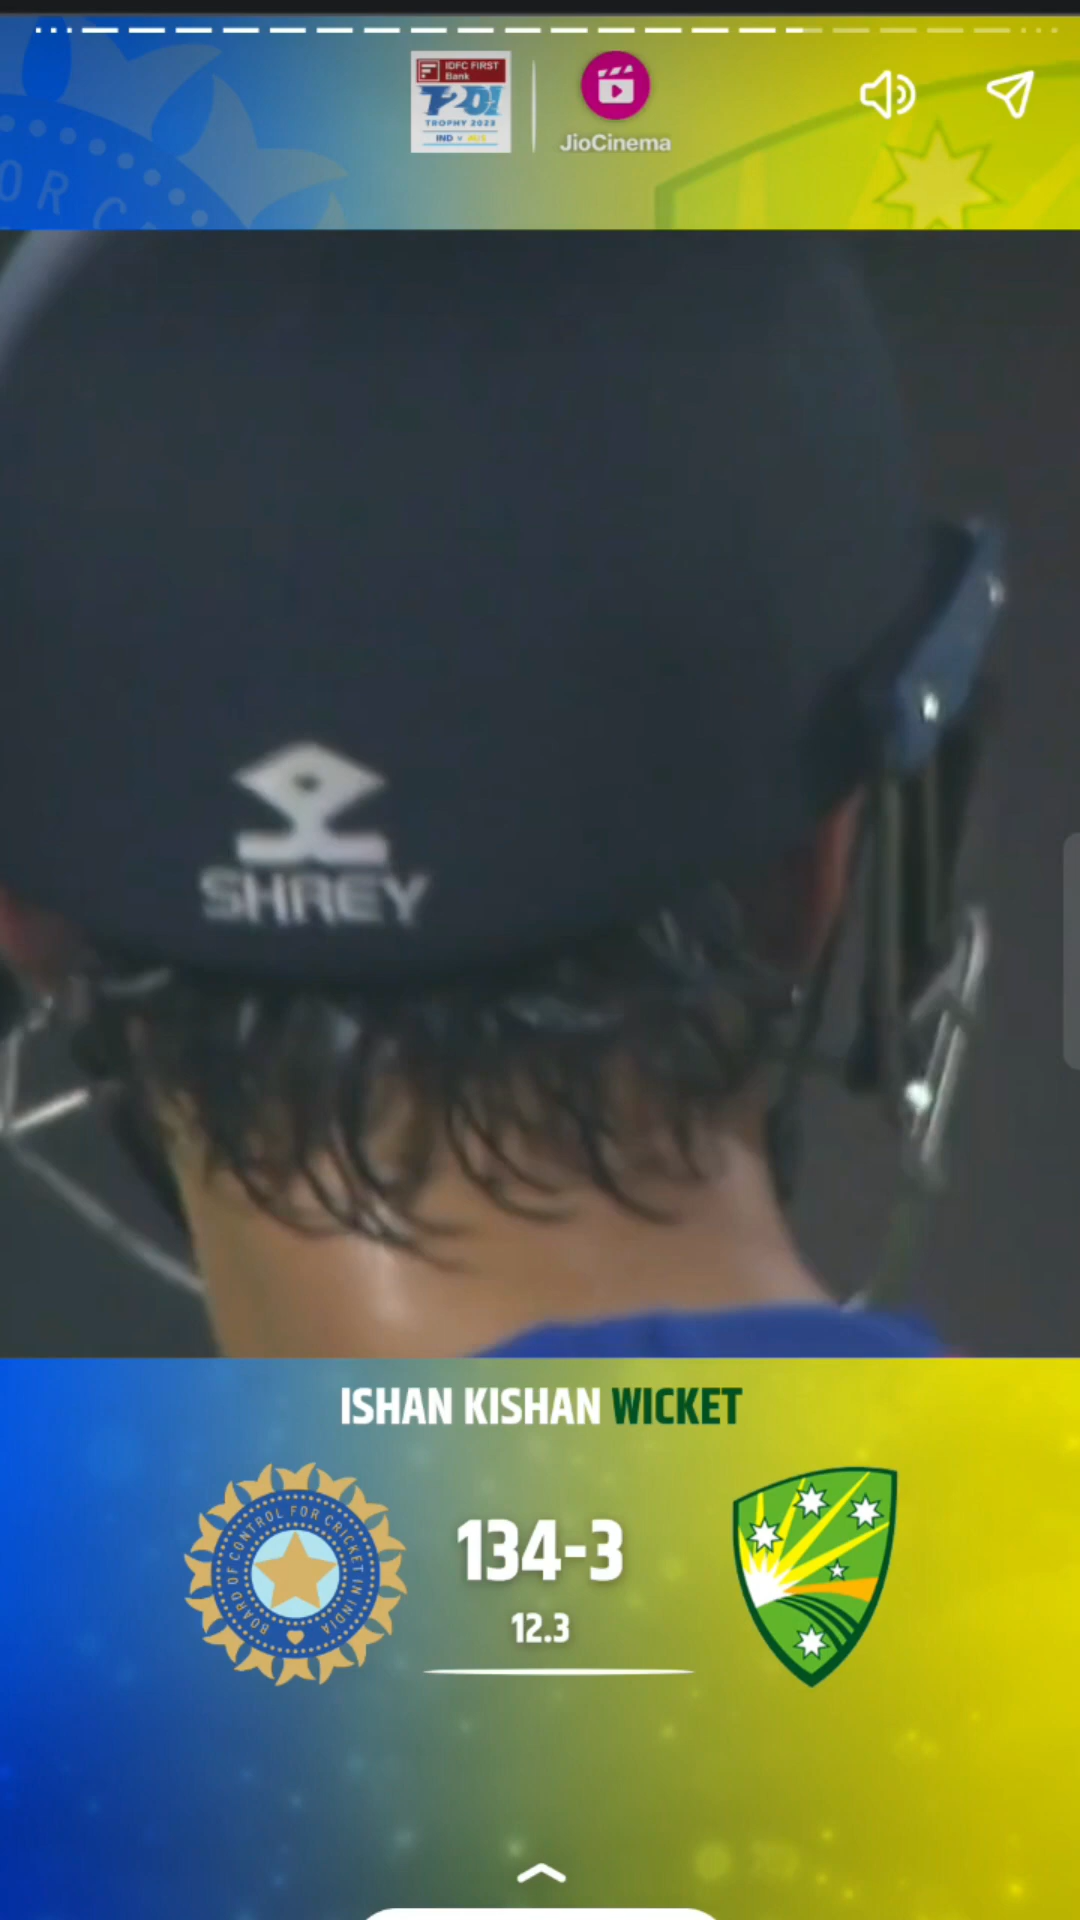 IDFC FIRST
Bank
T20I
TROPHY 2023
IND v AUS
JioCinema
OR C
SHREY
ISHAN KISHAN WICKET
BOARD OF CONTROL FOR CRICKET IN INDIA
134-3
12.3